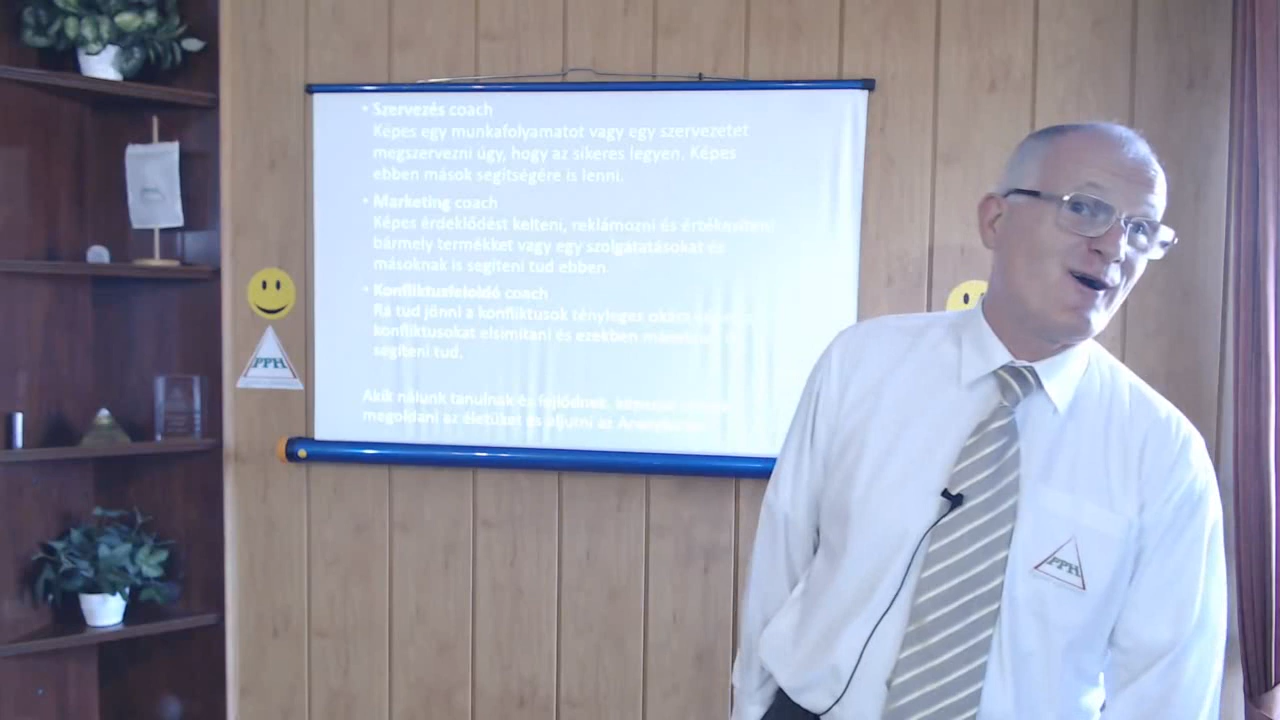 • Szervezés coach
Képes egy munkafolyamatot vagy egy szervezetet
megszervezni úgy, hogy az sikeres legyen. Képes
ebben mások segítségére is lenni.
• Marketing coach
Képes érdeklődést kelteni, reklámozni és értékesíteni
bármely termékket vagy egy szolgátatásokat és
másoknak is segíteni tud ebben.
• Konfliktusfeloldó coach
Rá tud jönni a konfliktusok tényleges okára
konfliktusokat elsimítani és ezekben
segíteni tud.
Akik nálunk tanulnak és fejlődnek,
megoldani az életüket és eljutni az
PPH
PPH